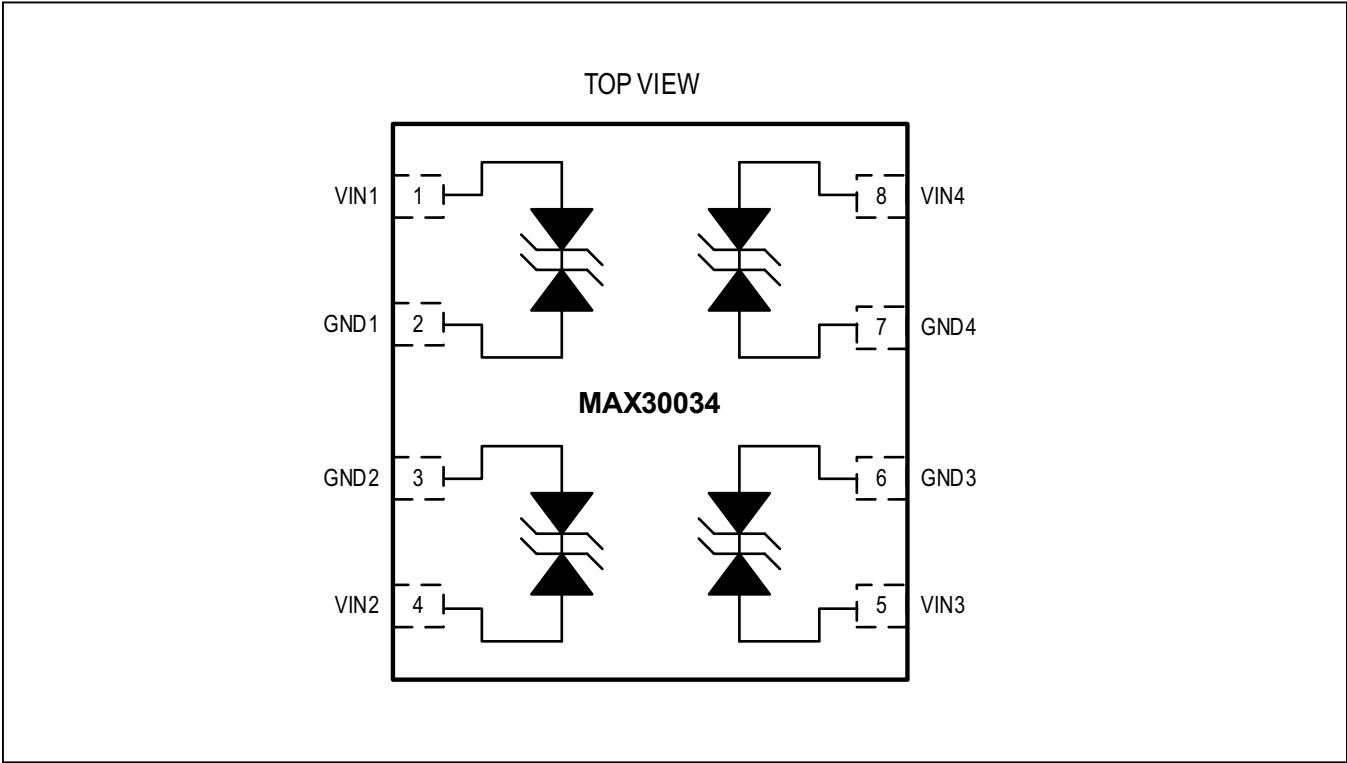 TOP VIEW
VIN1 1 8 VIN4
GND1 2 7 GND4
MAX30034
GND2 3 6 GND3
VIN2 4 5 VIN3